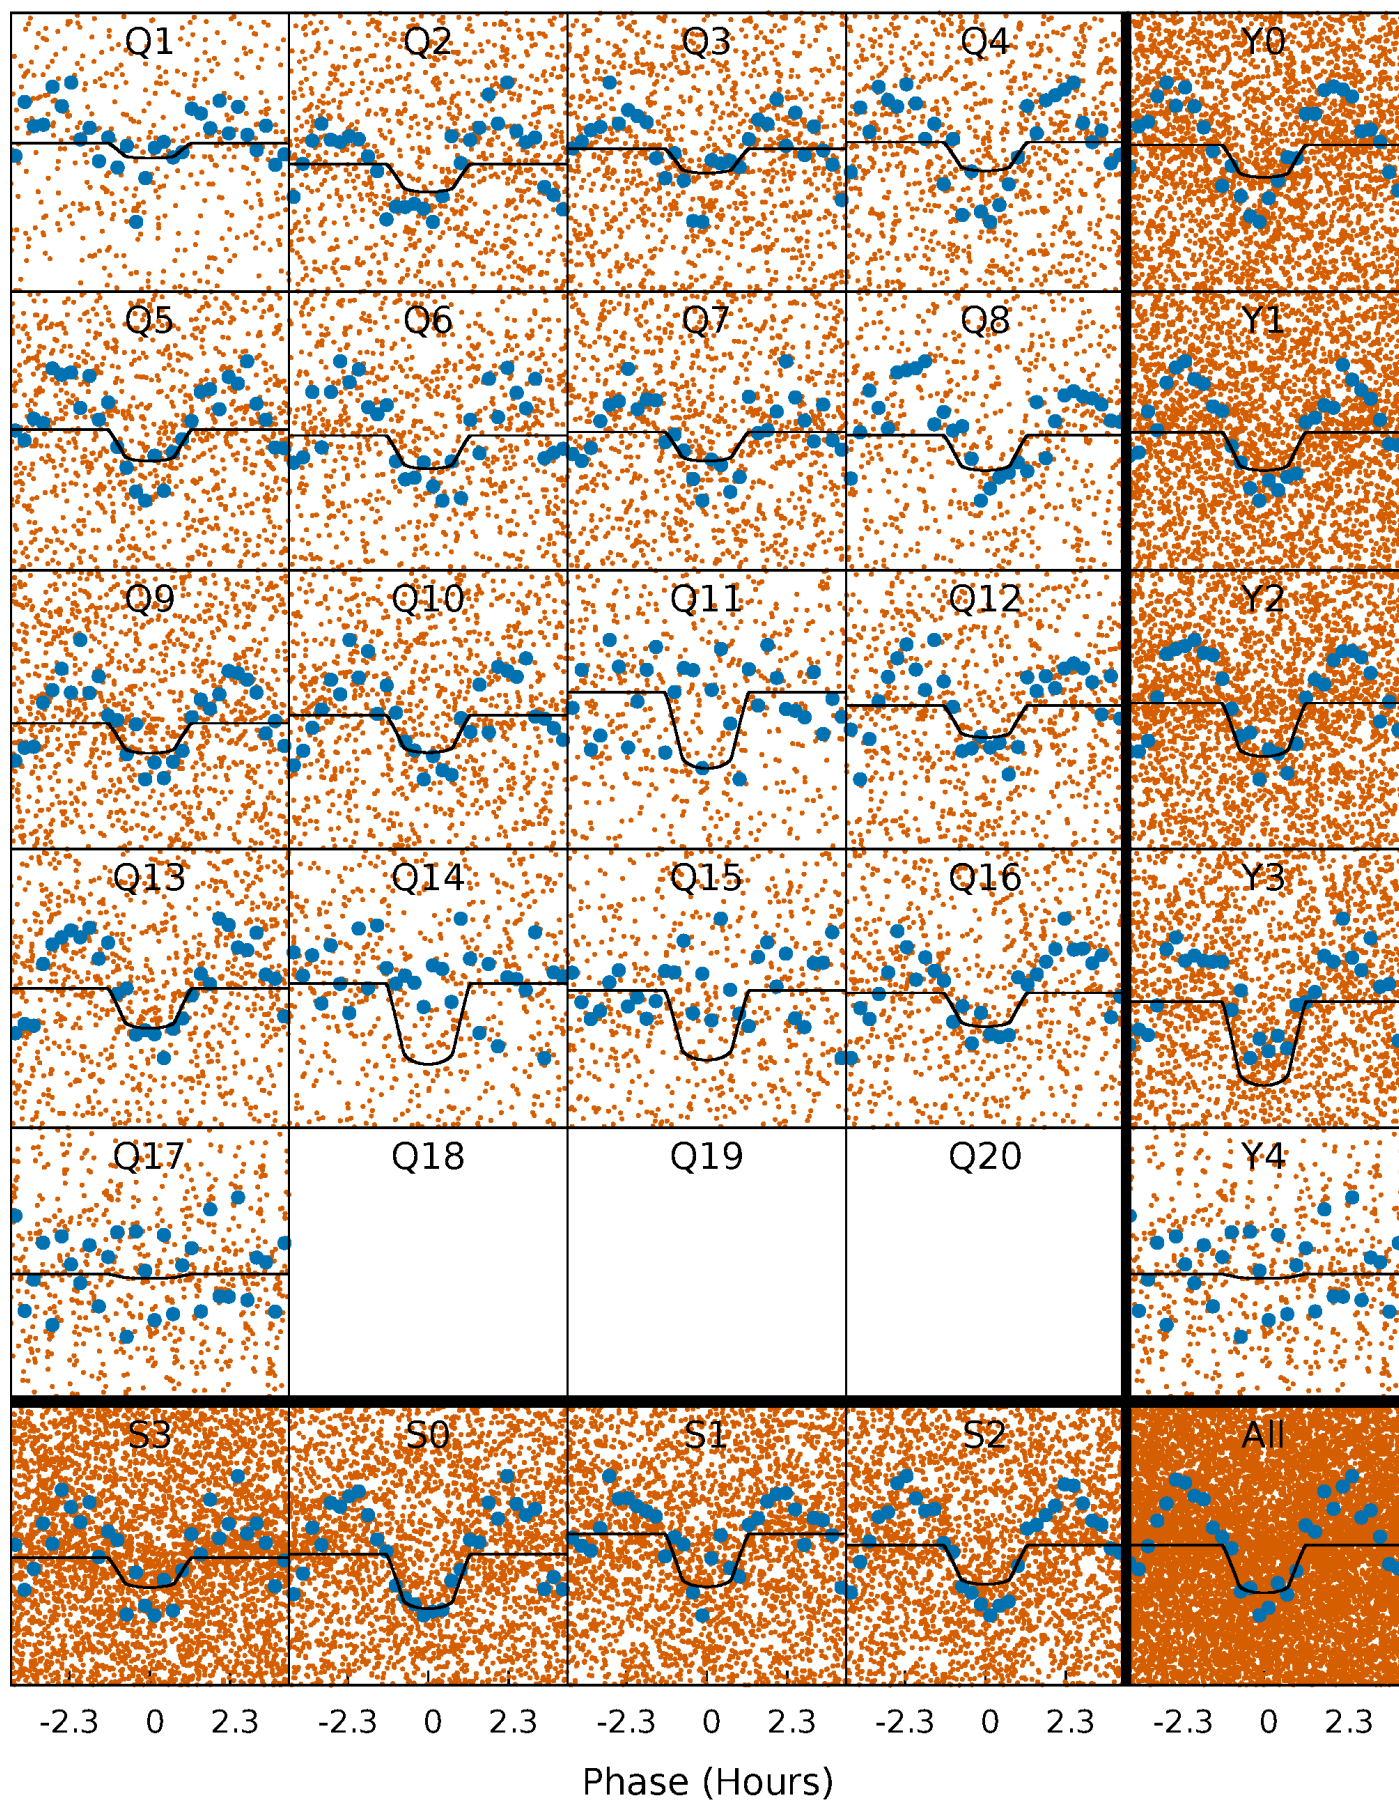 Q1 Q2 Q3 Q4 Y0
Q5 Q6 Q7 Q8 Y1
Q9 Q10 Q11 Q12 Y2
Q13 Q14 Q15 Q16 Y3
Q17 Q18 Q19 Q20 Y4
S3 S0 S1 S2 All
-2.3 0 2.3 -2.3 0 2.3 -2.3 0 2.3 -2.3 0 2.3 -2.3 0 2.3
Phase (Hours)